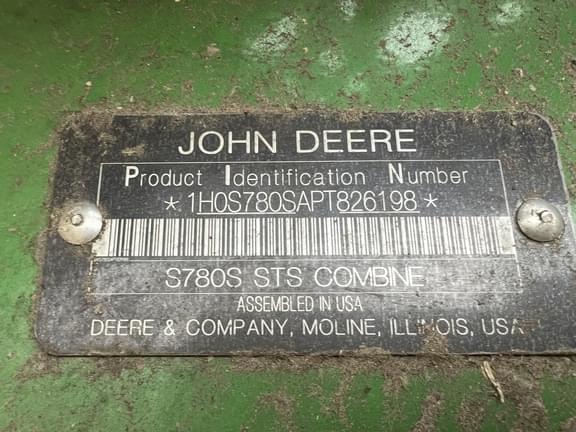 JOHN DEERE
Product Identification Number
*1H0S780SAPT826198*
S780S STS COMBINE
ASSEMBLED IN USA
DEERE & COMPANY, MOLINE, ILLINOIS, USA